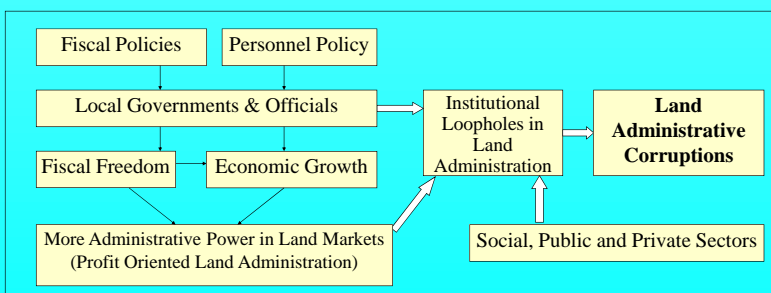 Fiscal Policies
Personnel Policy
Local Governments & Officials
Institutional
Loopholes in
Land
Administration
Land
Administrative
Corruptions
Fiscal Freedom
Economic Growth
More Administrative Power in Land Markets
(Profit Oriented Land Administration)
Social, Public and Private Sectors